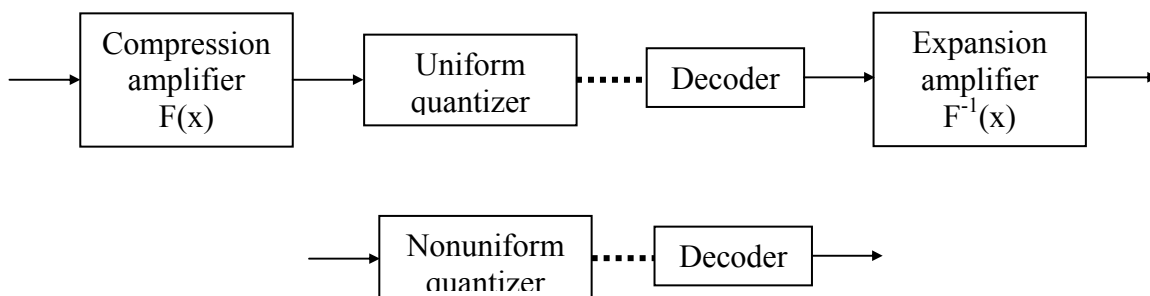 Compression
amplifier
F(x)
Uniform
quantizer
Decoder
Expansion
amplifier
F⁻¹(x)
Nonuniform
quantizer
Decoder